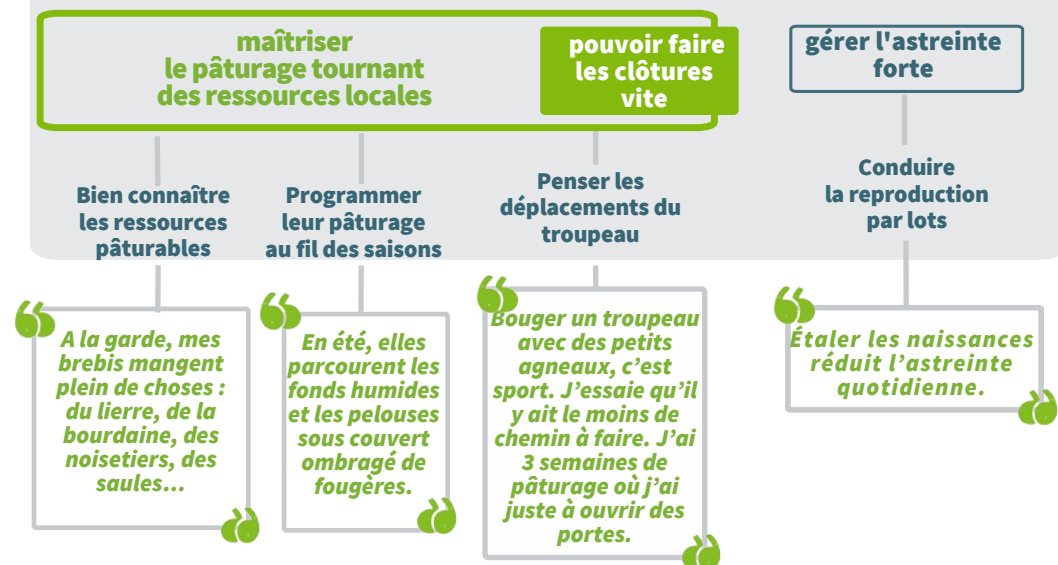 maîtriser
le pâturage tournant
des ressources locales
pouvoir faire
les clôtures
vite
gérer l'astreinte
forte
Bien connaître
les ressources
pâturables
Programmer
leur pâturage
au fil des saisons
Penser les
déplacements du
troupeau
Conduire
la reproduction
par lots
A la garde, mes
brebis mangent
plein de choses :
du lierre, de la
bourdaine, des
noisetiers, des
saules...
En été, elles
parcourent les
fonds humides
et les pelouses
sous couvert
ombragé de
fougères.
Bouger un troupeau
avec des petits
agneaux, c’est
sport. J’essaie qu’il
y ait le moins de
chemin à faire. J’ai
3 semaines de
pâturage où j’ai
juste à ouvrir des
portes.
Étaler les naissances
réduit l’astreinte
quotidienne.